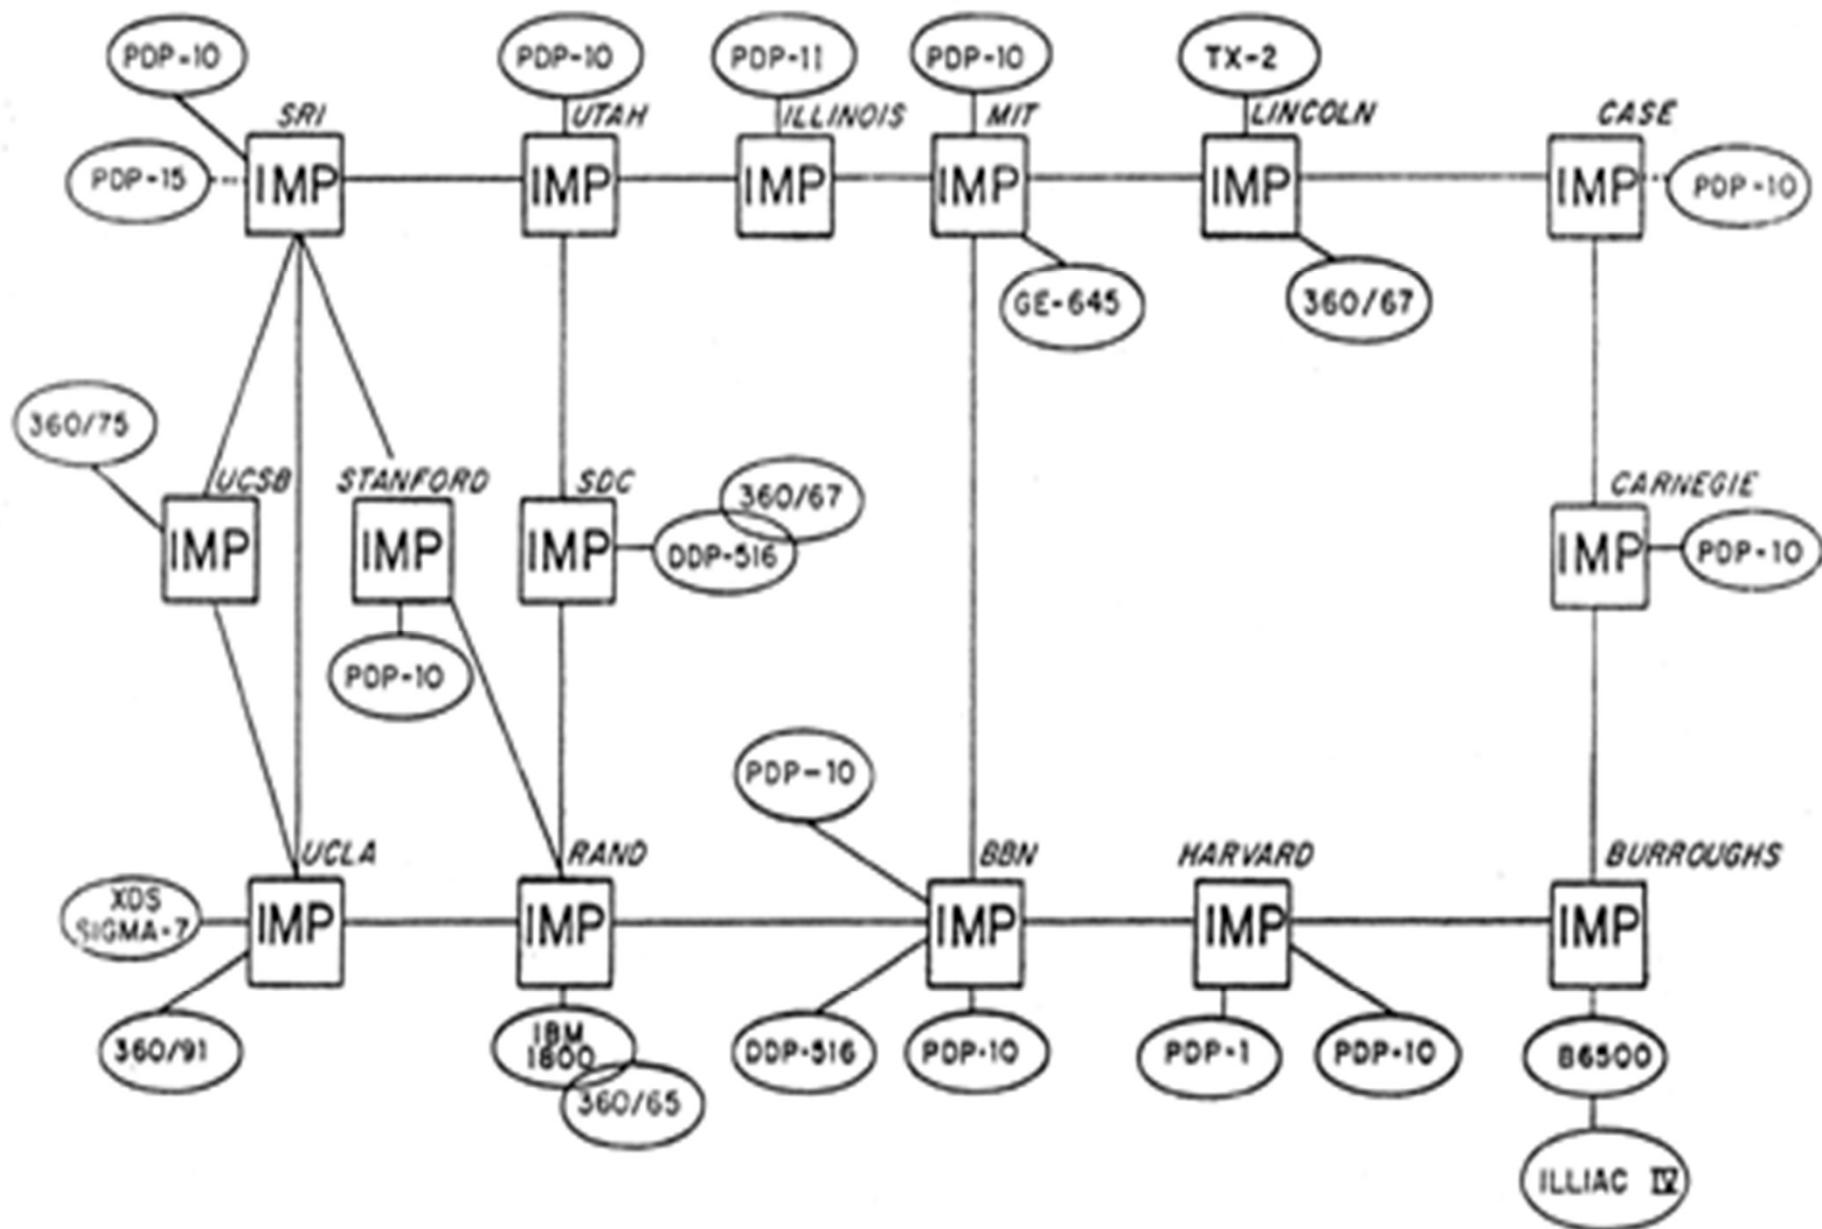 PDP-10
PDP-10
PDP-11
PDP-10
TX-2
SRI
UTAH
ILLINOIS
MIT
LINCOLN
CASE
PDP-15
IMP
IMP
IMP
IMP
IMP
IMP
PDP-10
GE-645
360/67
360/75
UCSB
STANFORD
SDC
360/67
CARNEGIE
IMP
IMP
IMP
DDP-516
IMP
PDP-10
PDP-10
PDP-10
UCLA
RAND
BBN
HARVARD
BURROUGHS
XDS
SIGMA-7
IMP
IMP
IMP
IMP
IMP
360/91
IBM
1800
360/65
DDP-516
PDP-10
PDP-1
PDP-10
B6500
ILLIAC IV